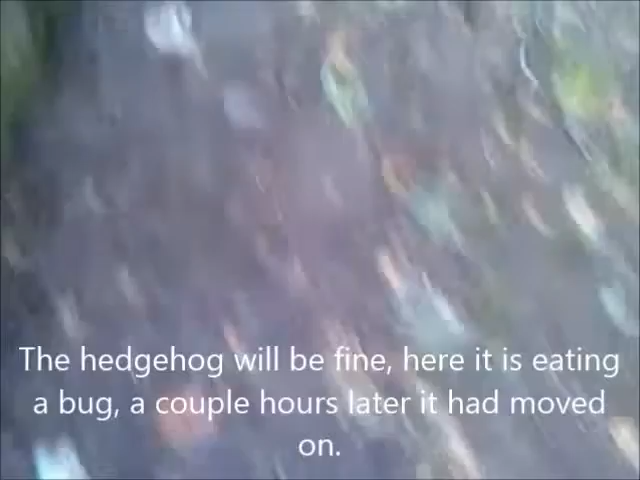 The hedgehog will be fine, here it is eating
a bug, a couple hours later it had moved
on.